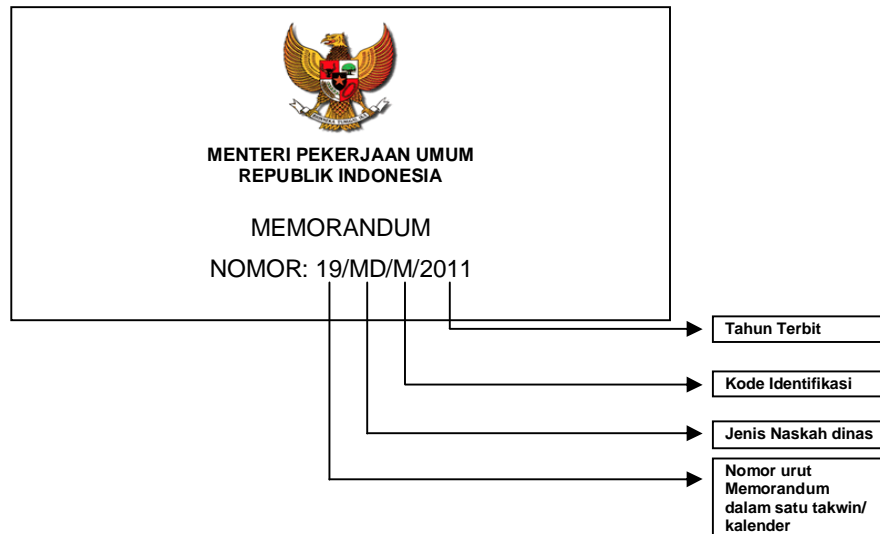 MENTERI PEKERJAAN UMUM
REPUBLIK INDONESIA
MEMORANDUM
NOMOR: 19/MD/M/2011
Tahun Terbit
Kode Identifikasi
Jenis Naskah dinas
Nomor urut
Memorandum
dalam satu takwin/
kalender